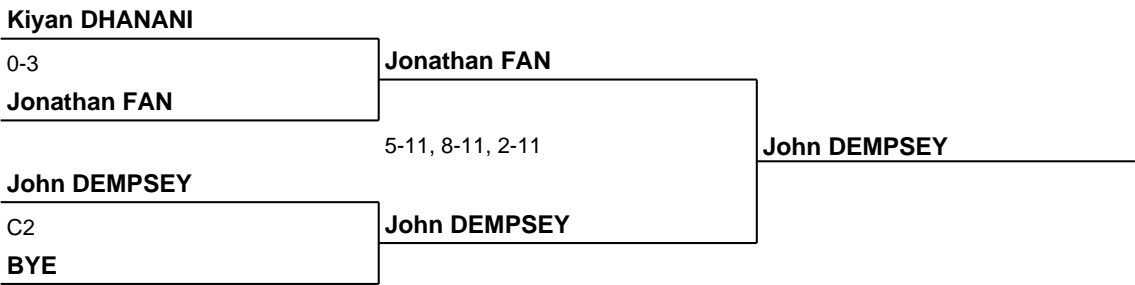 Kiyan DHANANI
0-3
Jonathan FAN
Jonathan FAN
5-11, 8-11, 2-11
John DEMPSEY
John DEMPSEY
C2
John DEMPSEY
BYE